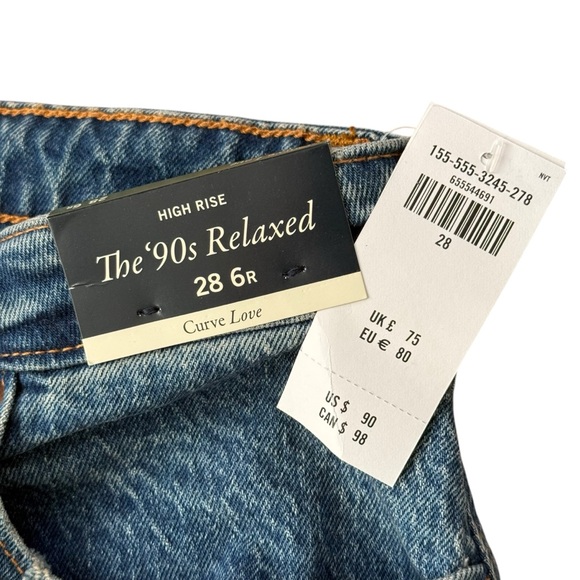 HIGH RISE
The '90s Relaxed
28 6R
Curve Love
155-555-3245-278
NVT
655544691
28
UK £ 75
EU € 80
US $ 90
CAN $ 98